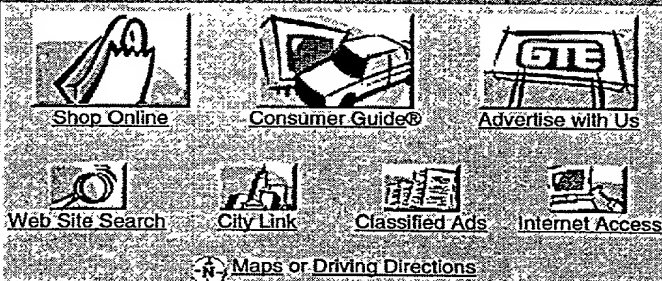 GTE
Shop Online Consumer Guide® Advertise with Us
Web Site Search City Link Classified Ads Internet Access
N Maps or Driving Directions